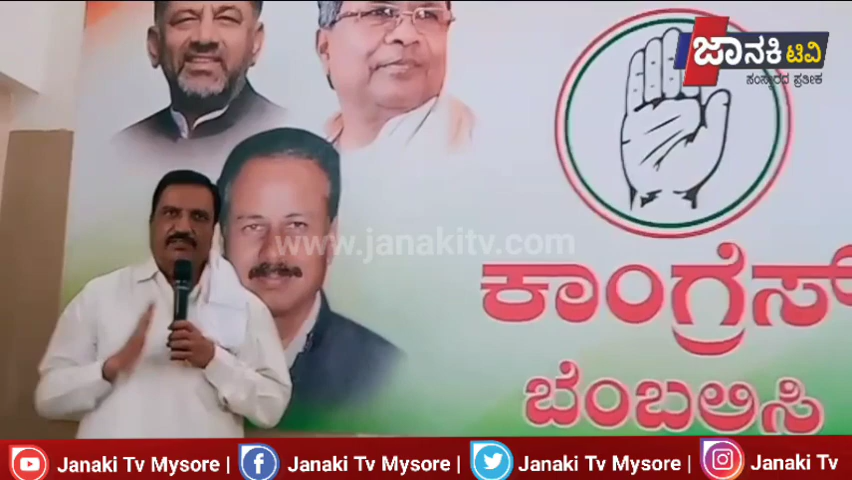 ಜಾನಕಿ ಟಿವಿ
ಸಂಸ್ಕಾರದ ಪ್ರತೀಕ
www.janakitv.com
ಕಾಂಗ್ರೆಸ್
ಬೆಂಬಲಿಸಿ
Janaki Tv Mysore | Janaki Tv Mysore | Janaki Tv Mysore | Janaki Tv